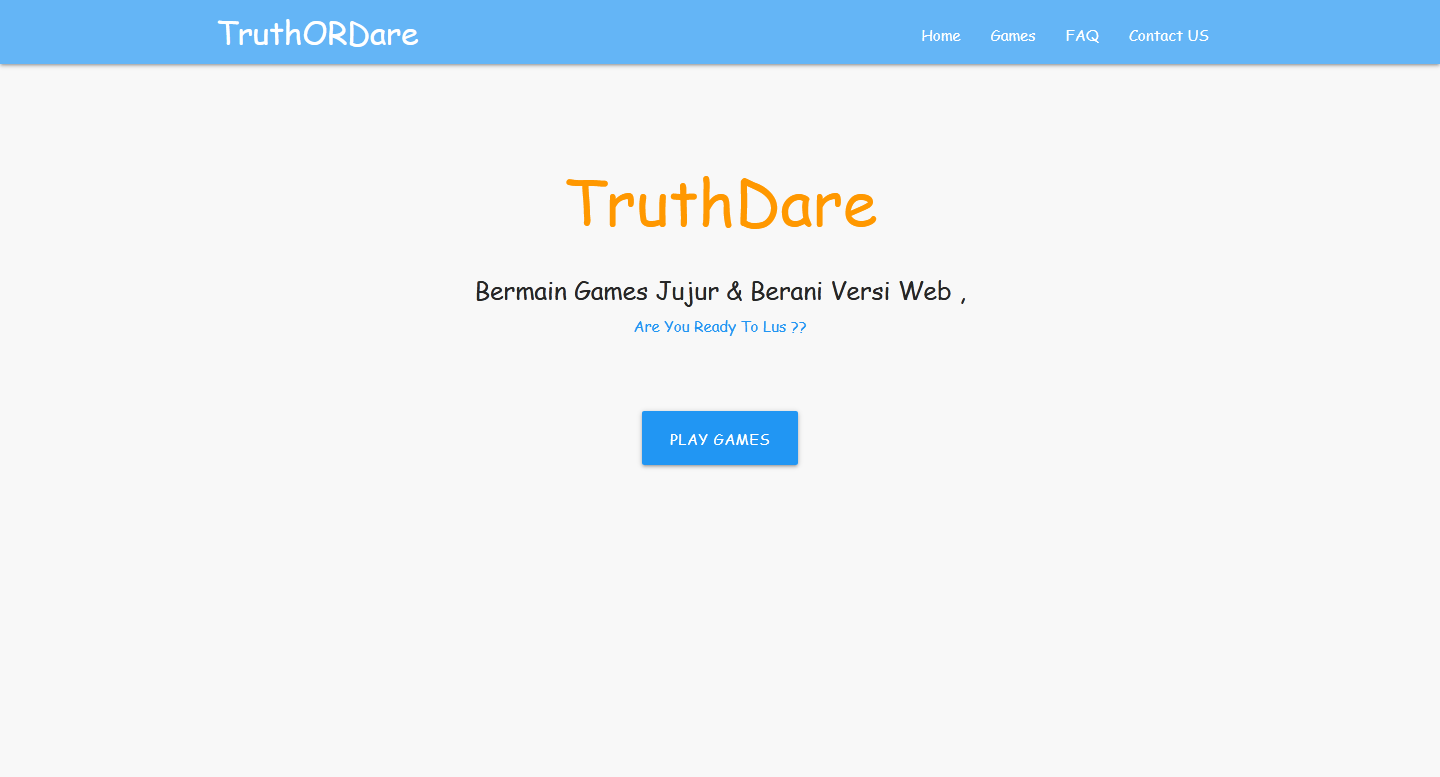 TruthORDare
Home
Games
FAQ
Contact US
TruthDare
Bermain Games Jujur & Berani Versi Web ,
Are You Ready To Lus ??
PLAY GAMES